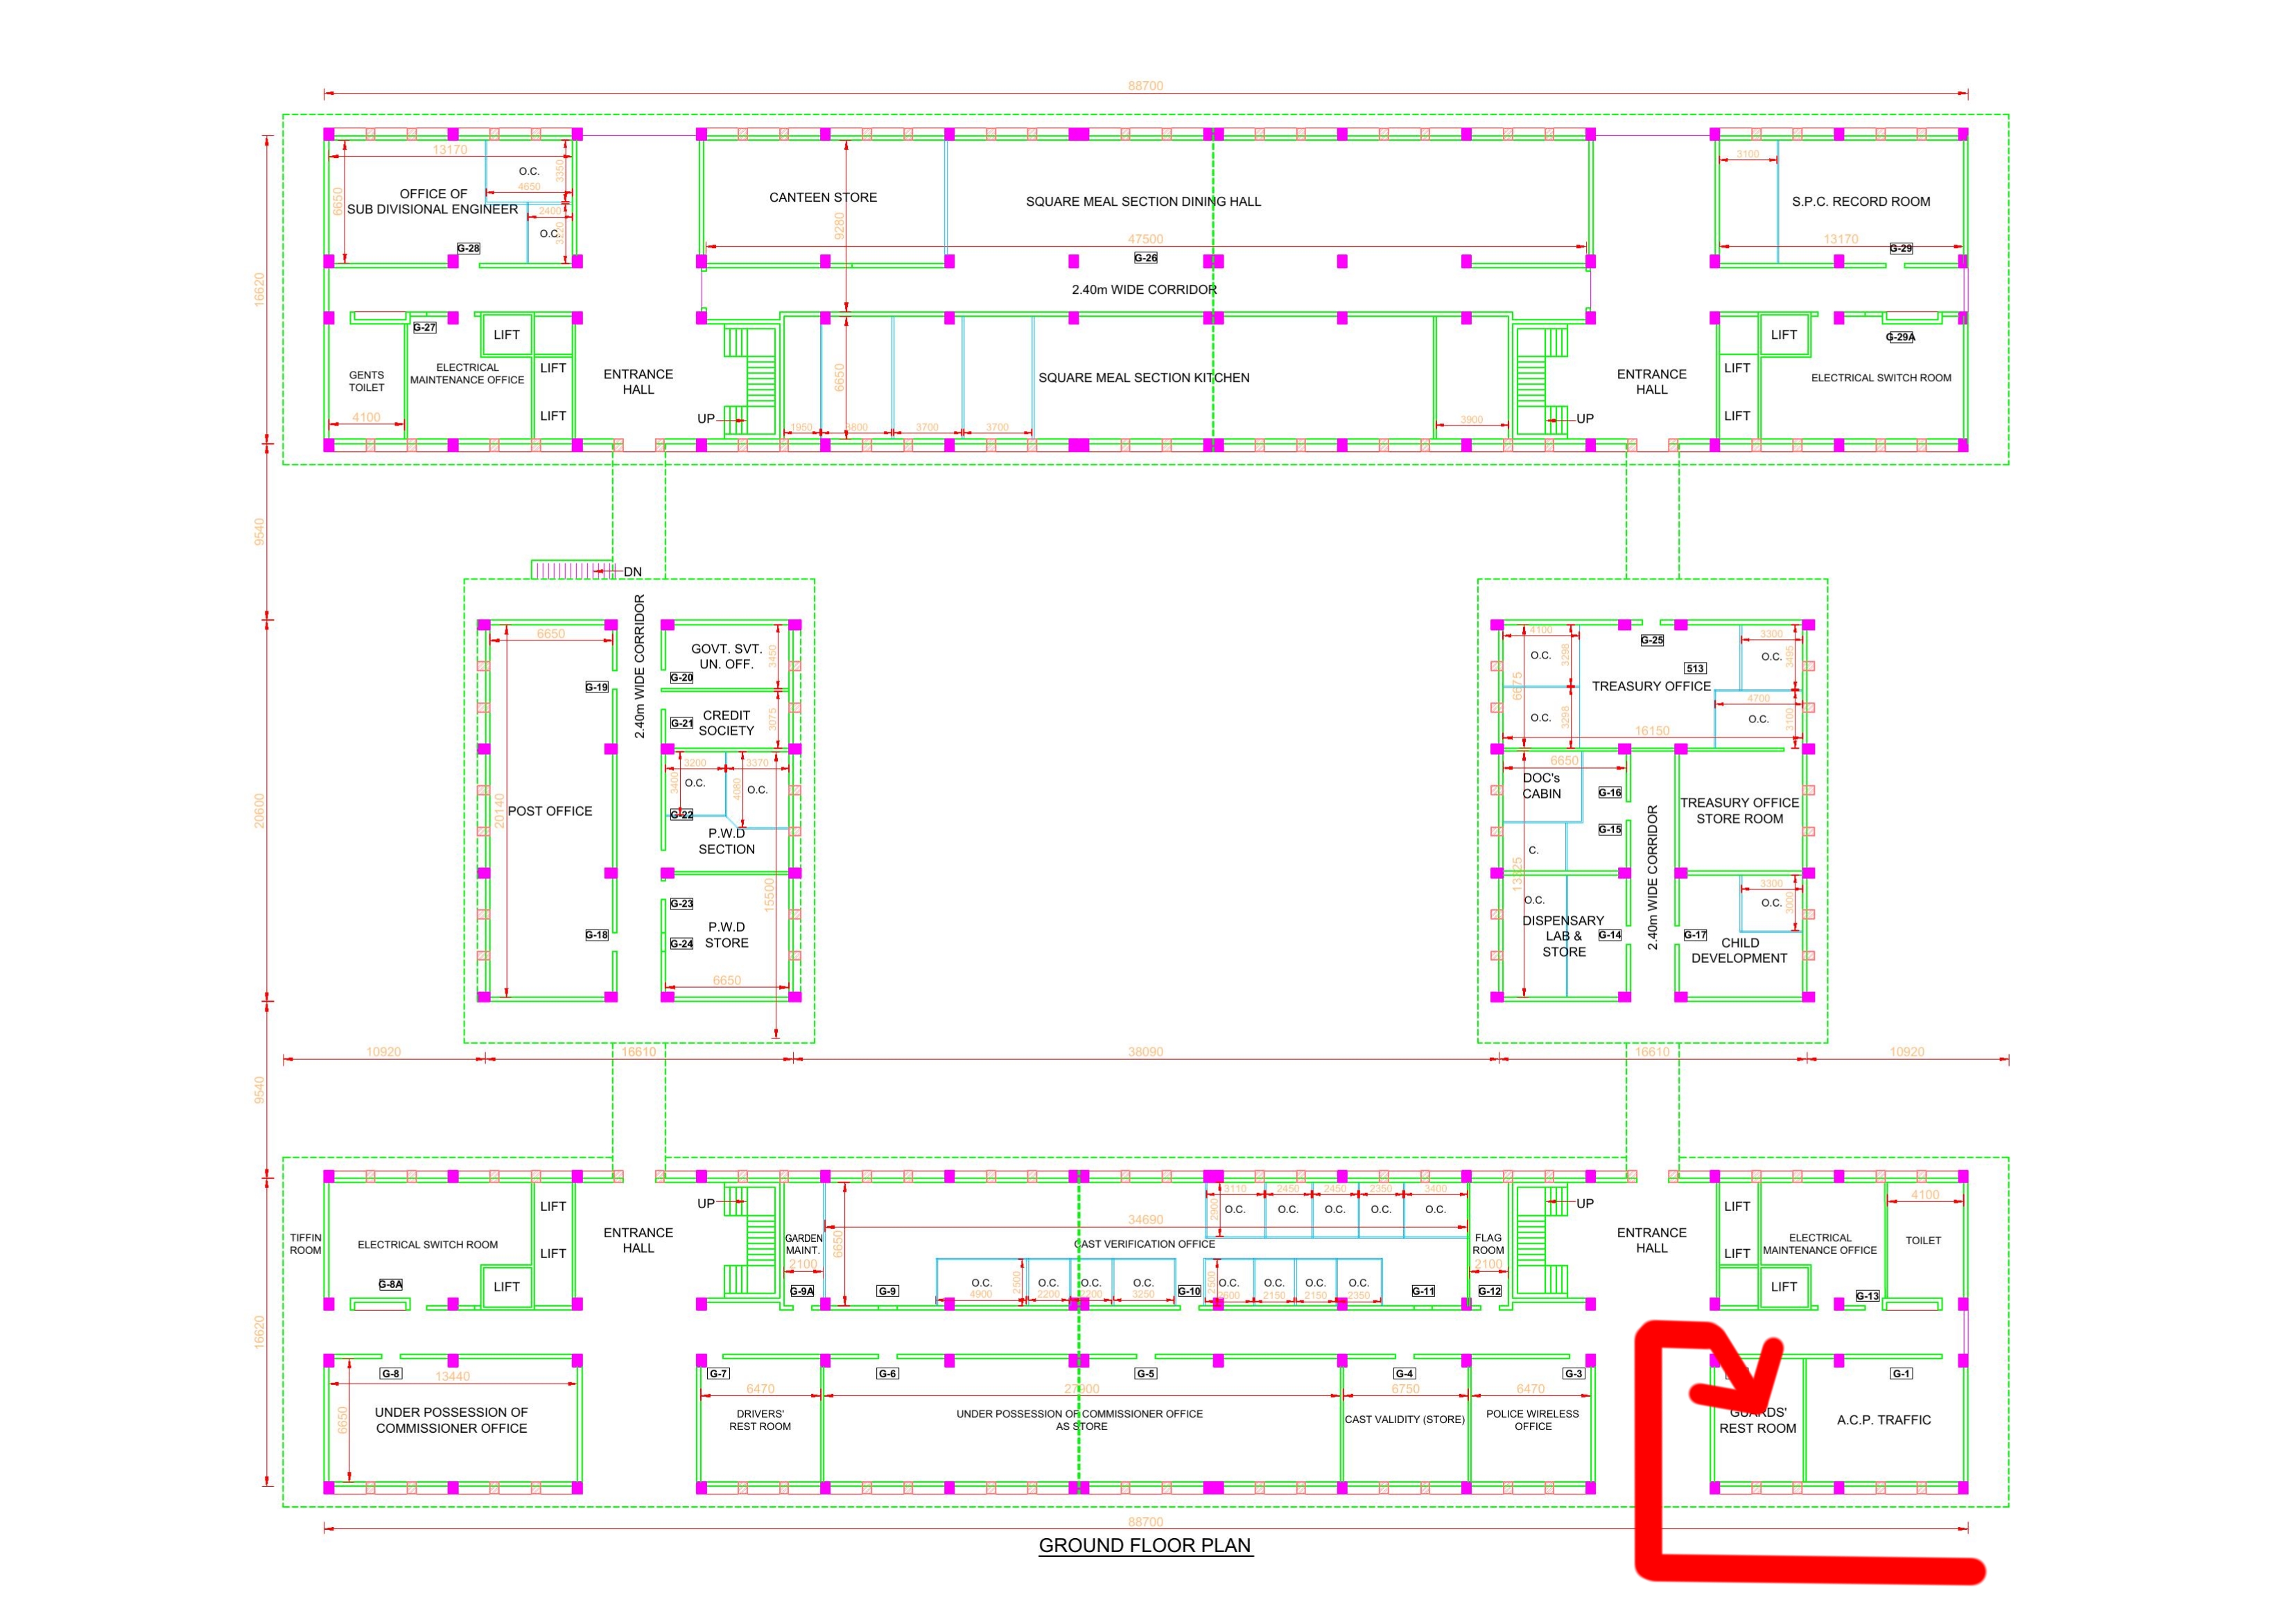 88700
13170
O.C.
3350
4650
OFFICE OF
SUB DIVISIONAL ENGINEER
6650
2400
O.C.
G-28
CANTEEN STORE
9280
SQUARE MEAL SECTION DINING HALL
47500
G-26
3100
S.P.C. RECORD ROOM
13170
G-29
2.40m WIDE CORRIDOR
16620
G-27
LIFT
GENTS
TOILET
ELECTRICAL
MAINTENANCE OFFICE
LIFT
LIFT
4100
ENTRANCE
HALL
UP
6650
SQUARE MEAL SECTION KITCHEN
1950
3800
3700
3700
3900
UP
ENTRANCE
HALL
LIFT
LIFT
LIFT
G-29A
ELECTRICAL SWITCH ROOM
9540
DN
2.40m WIDE CORRIDOR
6650
G-19
20140
POST OFFICE
G-18
GOVT. SVT.
UN. OFF.
3450
G-20
G-21
CREDIT
SOCIETY
3075
3200
3370
3400
O.C.
4080
O.C.
G-22
P.W.D
SECTION
15500
G-23
P.W.D
STORE
G-24
6650
20600
4100
O.C.
3298
G-25
513
TREASURY OFFICE
3300
O.C.
3495
6675
O.C.
3298
4700
O.C.
3100
16150
6650
DOC's
CABIN
G-16
G-15
C.
O.C.
DISPENSARY
LAB &
STORE
G-14
2.40m WIDE CORRIDOR
TREASURY OFFICE
STORE ROOM
3300
O.C.
3000
G-17
CHILD
DEVELOPMENT
10920
16610
38090
16610
10920
9540
TIFFIN
ROOM
ELECTRICAL SWITCH ROOM
G-8A
LIFT
LIFT
LIFT
ENTRANCE
HALL
UP
GARDEN
MAINT.
2100
G-9A
6650
34690
G-9
CAST VERIFICATION OFFICE
3110
2450
2450
2350
3400
2900
O.C.
O.C.
O.C.
O.C.
O.C.
O.C.
O.C.
O.C.
O.C.
4900
2500
2200
2200
3250
G-10
2500
O.C.
O.C.
O.C.
O.C.
2600
2150
2150
2350
G-11
FLAG
ROOM
2100
G-12
UP
ENTRANCE
HALL
LIFT
LIFT
LIFT
ELECTRICAL
MAINTENANCE OFFICE
G-13
4100
TOILET
16620
G-8
13440
6650
UNDER POSSESSION OF
COMMISSIONER OFFICE
G-7
6470
DRIVERS'
REST ROOM
G-6
G-5
27900
UNDER POSSESSION OF COMMISSIONER OFFICE
AS STORE
G-4
6750
CAST VALIDITY (STORE)
G-3
6470
POLICE WIRELESS
OFFICE
GUARDS'
REST ROOM
G-1
A.C.P. TRAFFIC
88700
GROUND FLOOR PLAN